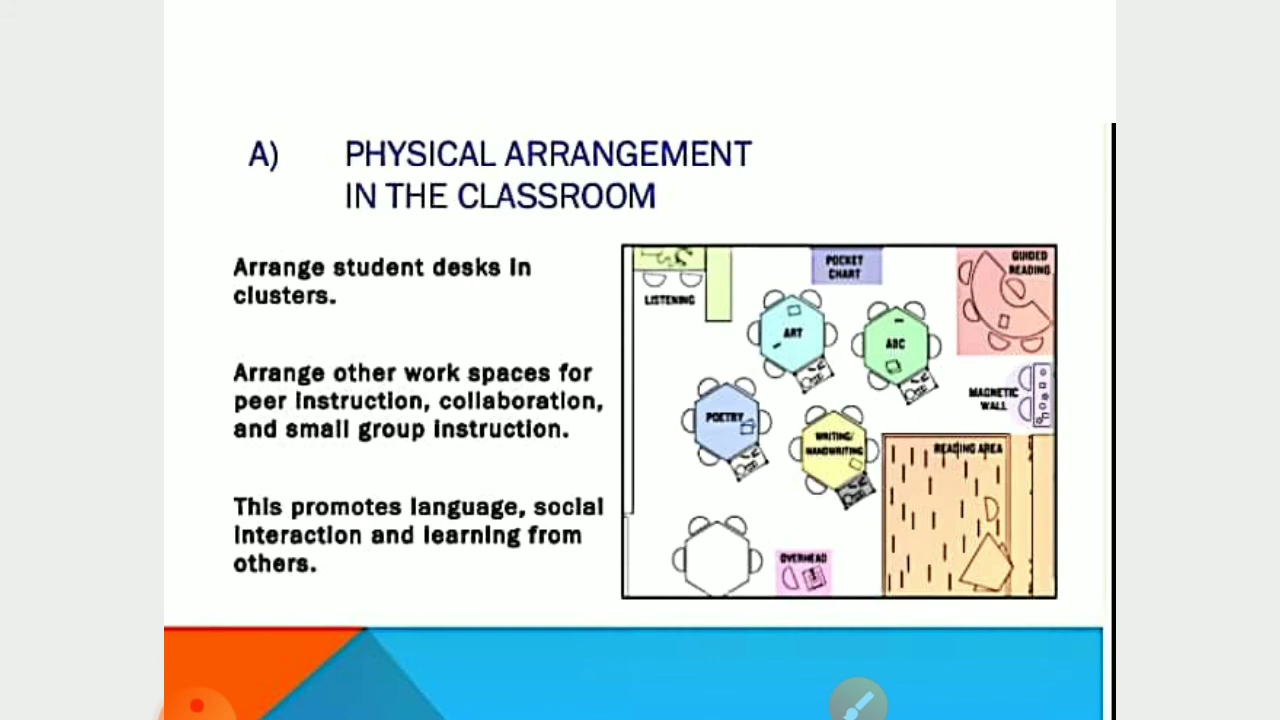 A) PHYSICAL ARRANGEMENT
IN THE CLASSROOM
Arrange student desks in
clusters.
Arrange other work spaces for
peer instruction, collaboration,
and small group instruction.
This promotes language, social
interaction and learning from
others.
POCKET
CHART
GUIDED
READING
LISTENING
ART
ABC
MAGNETIC
WALL
POETRY
WRITING/
HANDWRITING
READING AREA
OVERHEAD